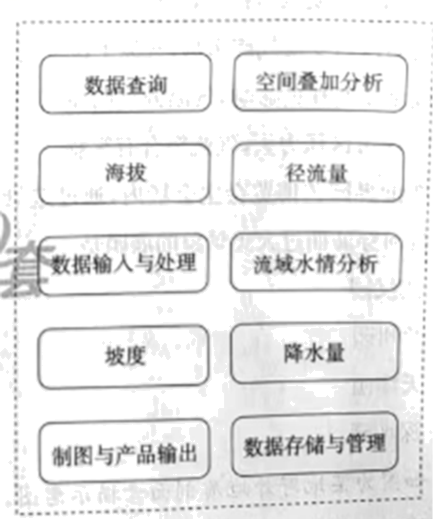 数据查询
空间叠加分析
海拔
径流量
数据输入与处理
流域水情分析
坡度
降水量
制图与产品输出
数据存储与管理